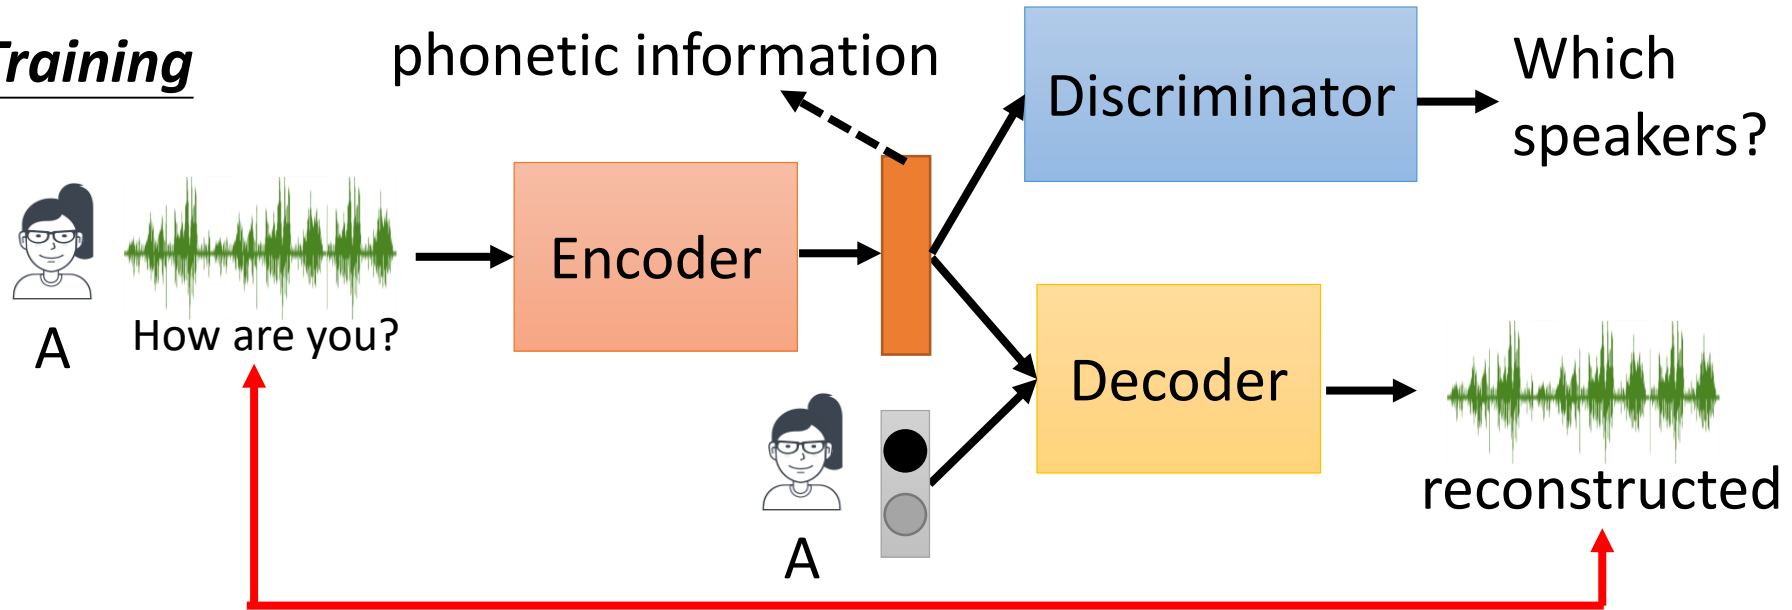 Training
phonetic information
Discriminator
Which
speakers?
Encoder
How are you?
A
Decoder
reconstructed
A